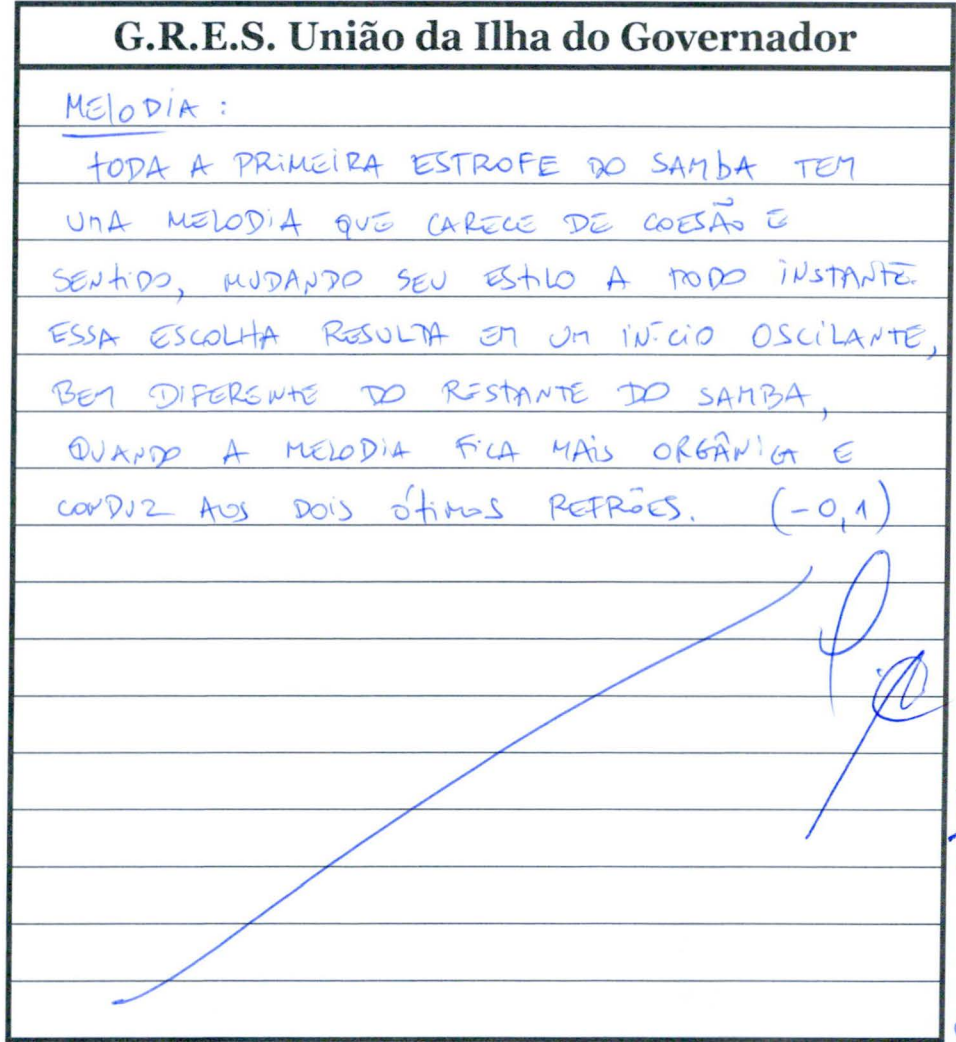 G.R.E.S. União da Ilha do Governador
MELODIA :
TODA A PRIMEIRA ESTROFE DO SAMBA TEM
UMA MELODIA QUE CARECE DE COESÃO E
SENTIDO, MUDANDO SEU ESTILO A TODO INSTANTE.
ESSA ESCOLHA RESULTA EM UM INÍCIO OSCILANTE,
BEM DIFERENTE DO RESTANTE DO SAMBA,
QUANDO A MELODIA FICA MAIS ORGÂNICA E
CONDUZ AOS DOIS ÓTIMOS REFRÕES. (-0,1)